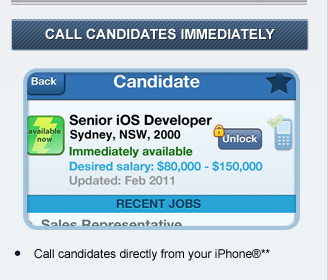 CALL CANDIDATES IMMEDIATELY
Back
Candidate
available
now
Senior iOS Developer
Sydney, NSW, 2000
Unlock
Immediately available
Desired salary: $80,000 - $150,000
Updated: Feb 2011
RECENT JOBS
Sales Representative
• Call candidates directly from your iPhone®**